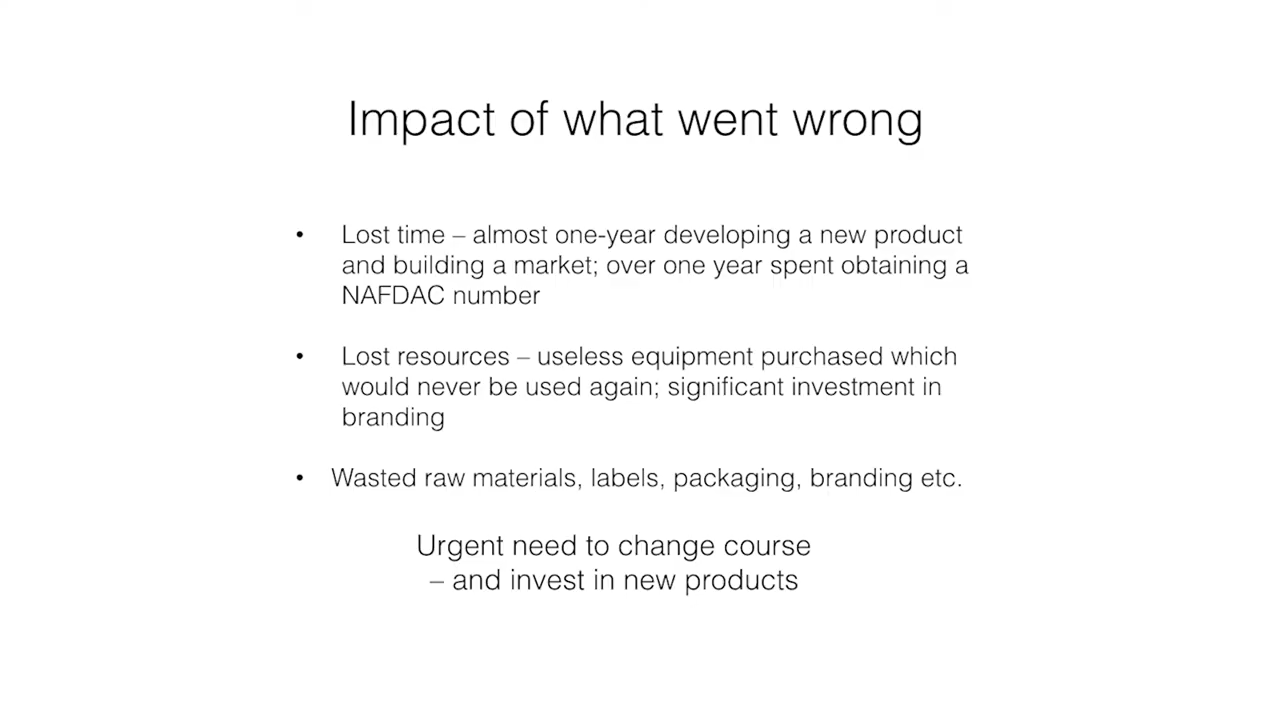 Impact of what went wrong
• Lost time – almost one-year developing a new product
and building a market; over one year spent obtaining a
NAFDAC number
• Lost resources – useless equipment purchased which
would never be used again; significant investment in
branding
• Wasted raw materials, labels, packaging, branding etc.
Urgent need to change course
– and invest in new products